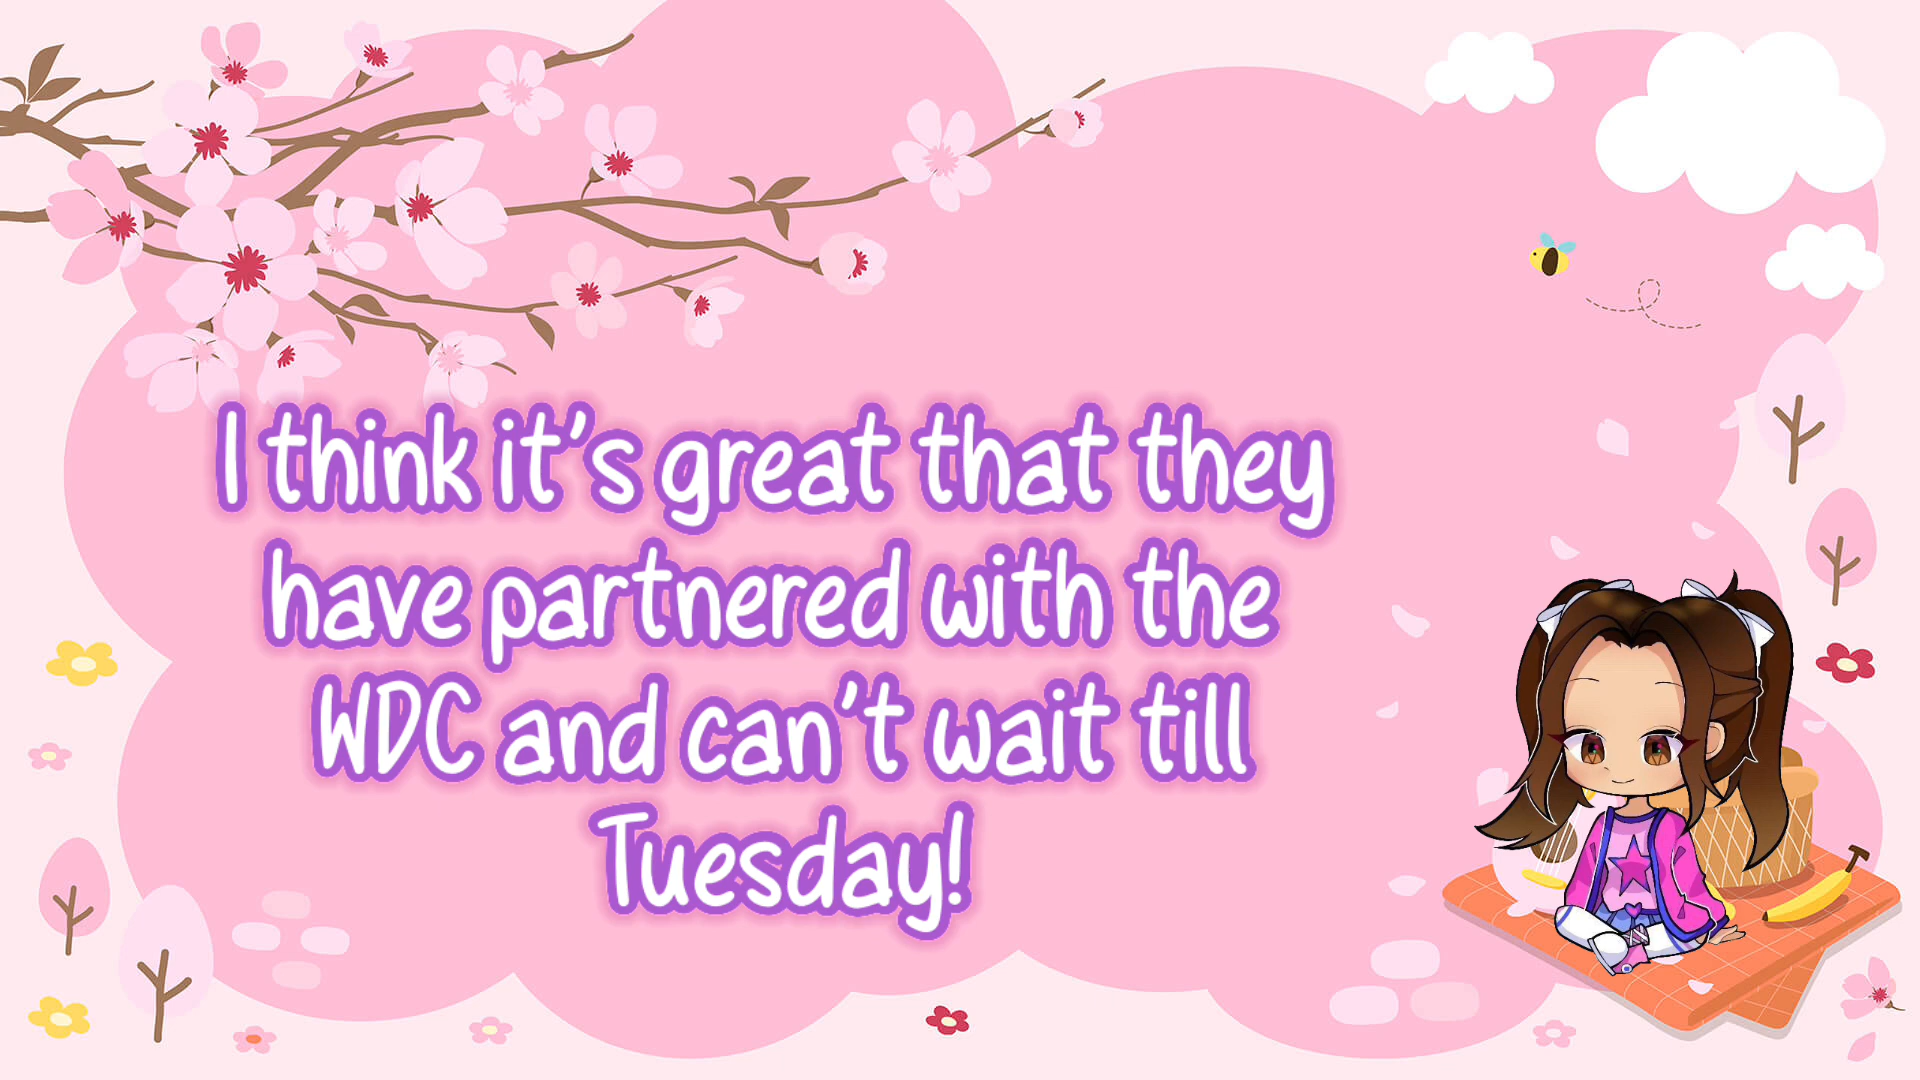 I think it's great that they
have partnered with the
WDC and can't wait till
Tuesday!